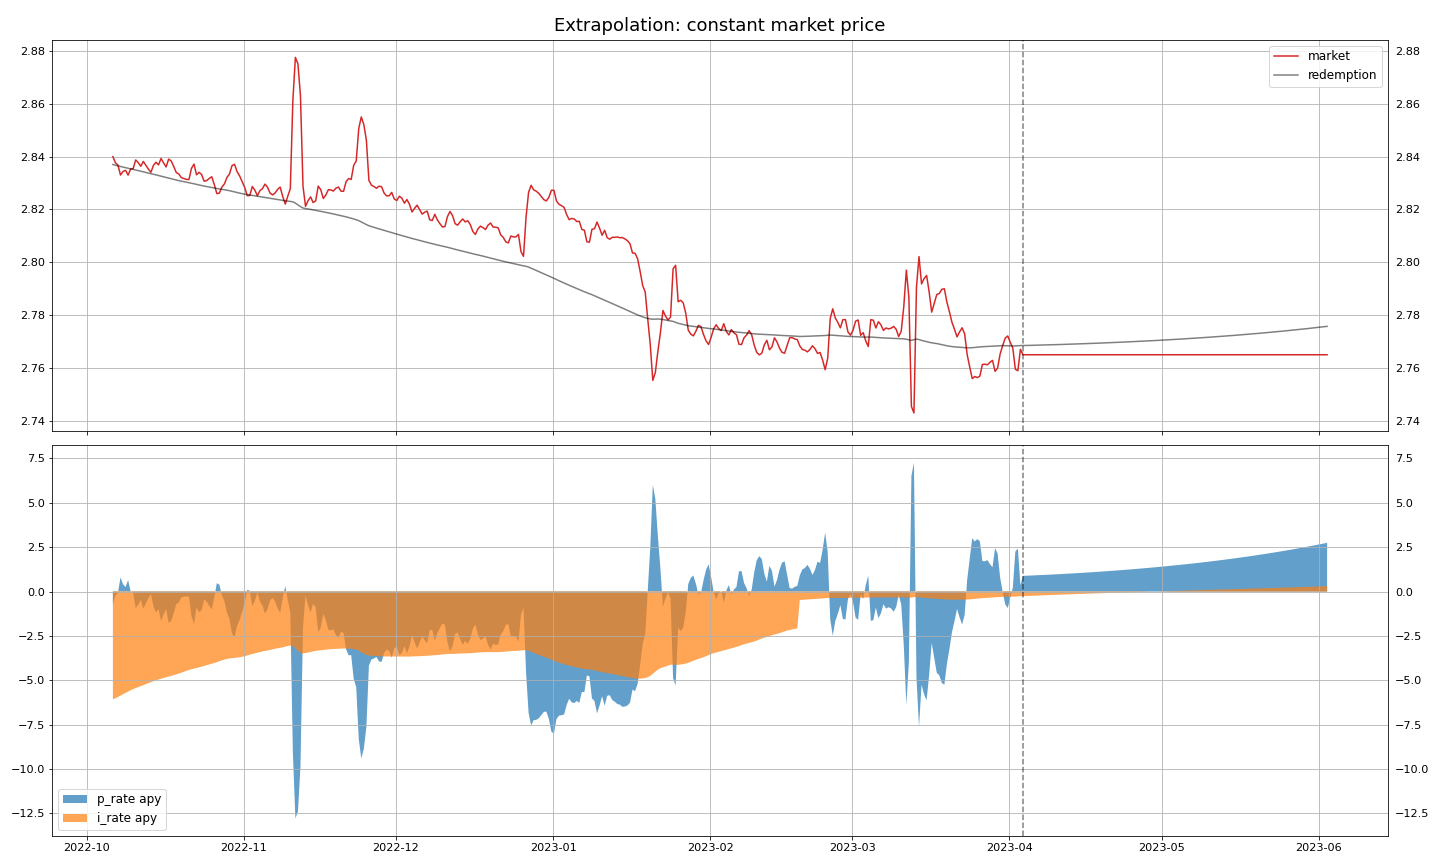 Extrapolation: constant market price
2.88 2.88
market
redemption
2.86 2.86
2.84 2.84
2.82 2.82
2.80 2.80
2.78 2.78
2.76 2.76
2.74 2.74
7.5 7.5
5.0 5.0
2.5 2.5
0.0 0.0
−2.5 −2.5
−5.0 −5.0
−7.5 −7.5
−10.0 −10.0
p_rate apy
−12.5 −12.5
i_rate apy
2022-10 2022-11 2022-12 2023-01 2023-02 2023-03 2023-04 2023-05 2023-06